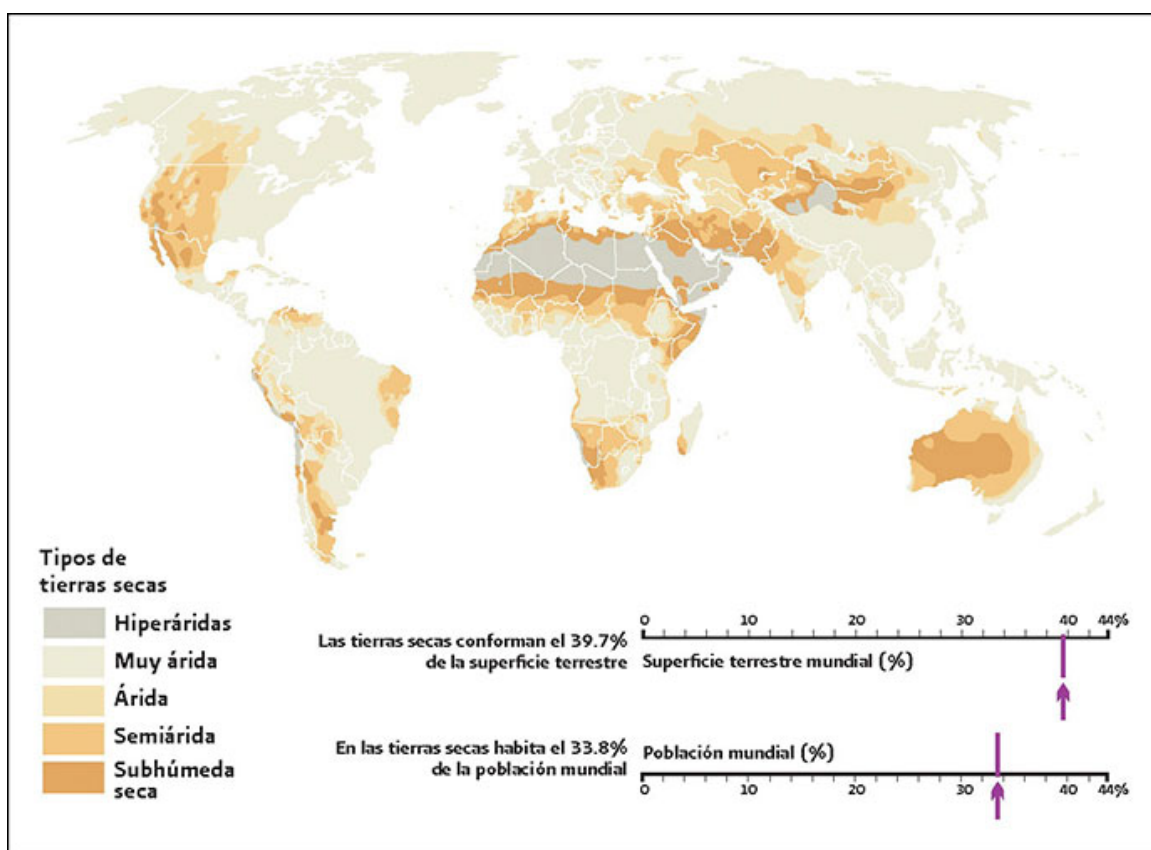 Tipos de
tierras secas
Hiperáridas
Muy árida
Árida
Semiárida
Subhúmeda
seca
Las tierras secas conforman el 39.7%
de la superficie terrestre
0 10 20 30 40 44%
Superficie terrestre mundial (%)
En las tierras secas habita el 33.8%
de la población mundial
Población mundial (%)
0 10 20 30 40 44%